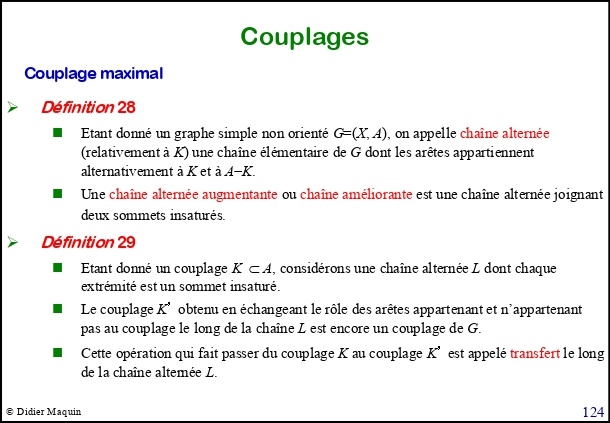 Couplages
Couplage maximal
➢ Définition 28
■ Etant donné un graphe simple non orienté G=(X, A), on appelle chaîne alternée
(relativement à K) une chaîne élémentaire de G dont les arêtes appartiennent
alternativement à K et à A–K.
■ Une chaîne alternée augmentante ou chaîne améliorante est une chaîne alternée joignant
deux sommets insaturés.
➢ Définition 29
■ Etant donné un couplage K ⊂ A, considérons une chaîne alternée L dont chaque
extrémité est un sommet insaturé.
■ Le couplage K’ obtenu en échangeant le rôle des arêtes appartenant et n’appartenant
pas au couplage le long de la chaîne L est encore un couplage de G.
■ Cette opération qui fait passer du couplage K au couplage K’ est appelé transfert le long
de la chaîne alternée L.
© Didier Maquin 124